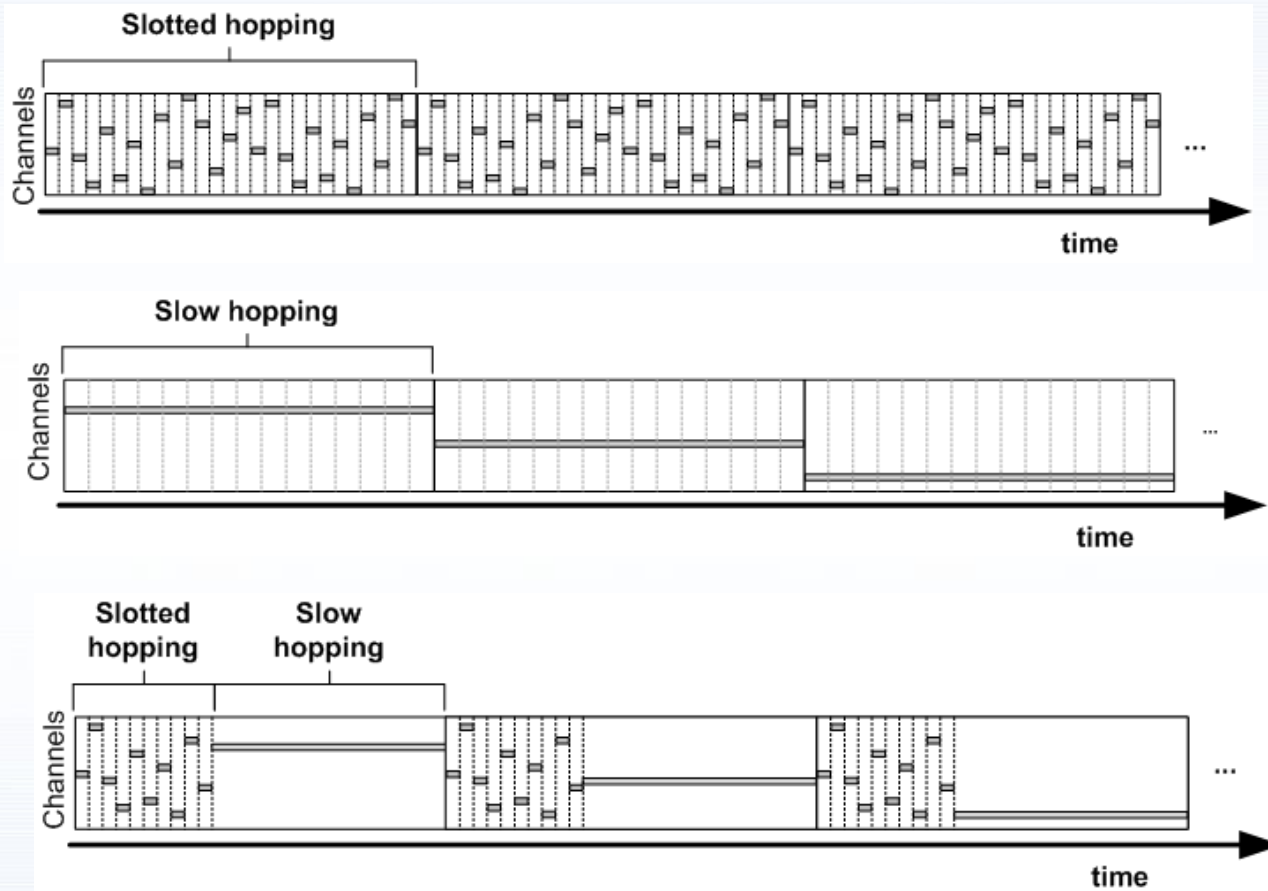 Slotted hopping
Channels
...
time
Slow hopping
Channels
...
time
Slotted
hopping
Slow
hopping
Channels
...
time